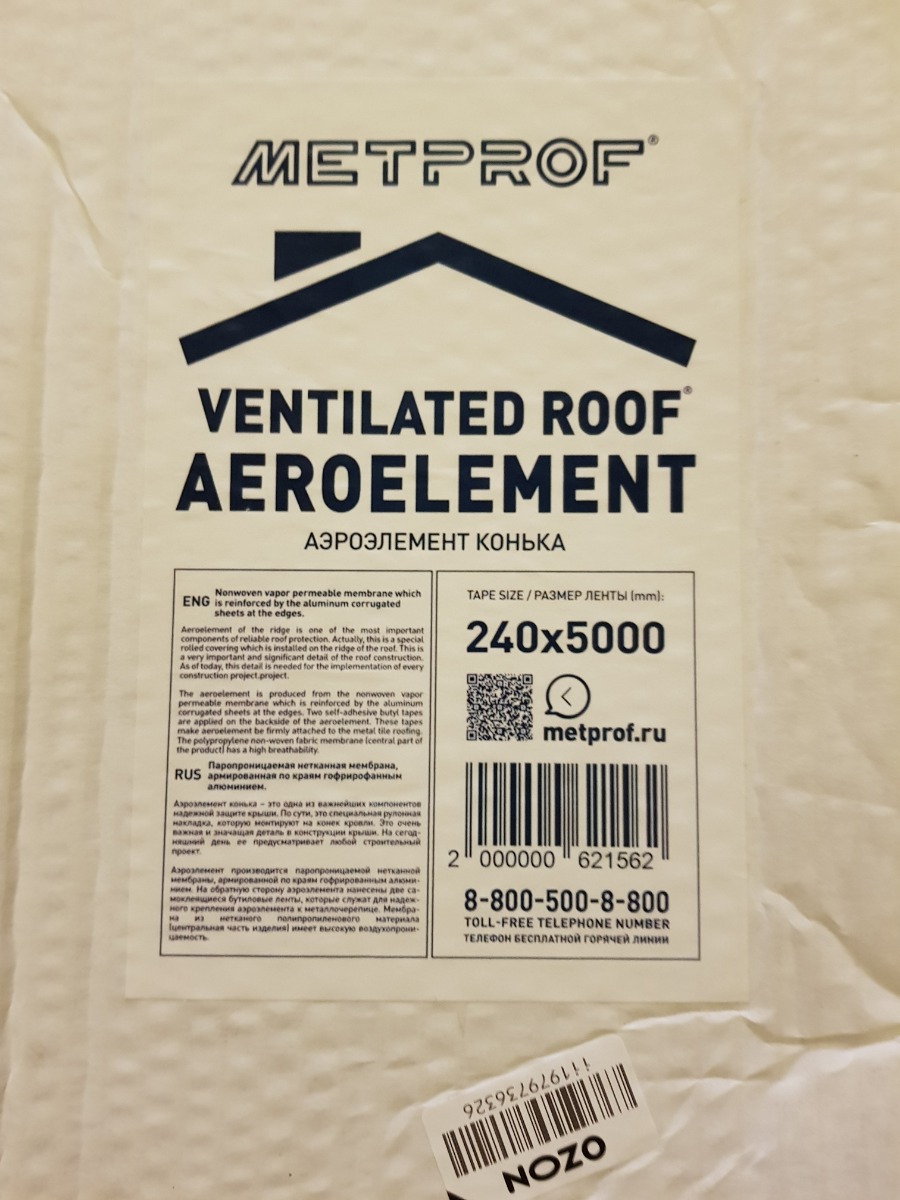 METPROF®
VENTILATED ROOF®
AEROELEMENT
АЭРОЭЛЕМЕНТ КОНЬКА
ENG
Nonwoven vapor permeable membrane which
is reinforced by the aluminum corrugated
sheets at the edges.
Aeroelement of the ridge is one of the most important
components of reliable roof protection. Actually, this is a special
rolled covering which is installed on the ridge of the roof. This is
a very important and significant detail of the roof construction.
As of today, this detail is needed for the implementation of every
construction project.project.
The aeroelement is produced from the nonwoven vapor
permeable membrane which is reinforced by the aluminum
corrugated sheets at the edges. Two self-adhesive butyl tapes
are applied on the backside of the aeroelement. These tapes
make aeroelement be firmly attached to the metal tile roofing.
The polypropylene non-woven fabric membrane (central part of
the product) has a high breathability.
RUS
Паропроницаемая нетканная мембрана,
армированная по краям гофрирофанным
алюминием.
Аэроэлемент конька – это одна из важнейших компонентов
надежной защите крыши. По сути, это специальная рулонная
накладка, которую монтируют на конек кровли. Это очень
важная и значащая деталь в конструкции крыши. На сегод-
няшний день ее предусматривает любой строительный
проект.
Аэроэлемент производится паропроницаемой нетканной
мембраны, армированной по краям гофрированным алюми-
нием. На обратную сторону аэроэлемента нанесены две са-
моклеящиеся бутиловые ленты, которые служат для надеж-
ного крепления аэроэлемента к металлочерепице. Мембра-
на из нетканого полипропиленового материала
(центральная часть изделия) имеет высокую воздухопрони-
цаемость.
TAPE SIZE / РАЗМЕР ЛЕНТЫ (mm):
240x5000
metprof.ru
2 000000 621562
8-800-500-8-800
TOLL-FREE TELEPHONE NUMBER
ТЕЛЕФОН БЕСПЛАТНОЙ ГОРЯЧЕЙ ЛИНИИ
OZON